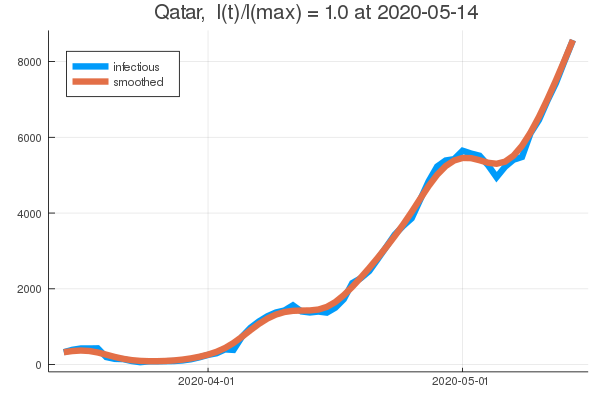 Qatar,  I(t)/I(max) = 1.0 at 2020-05-14
infectious
smoothed
8000
6000
4000
2000
0
2020-04-01
2020-05-01